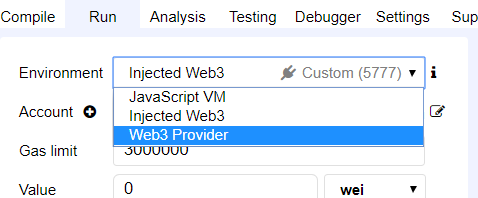 Compile Run Analysis Testing Debugger Settings Sup
Environment Injected Web3 Custom (5777)
JavaScript VM
Account Injected Web3
Web3 Provider
Gas limit 3000000
Value 0 wei